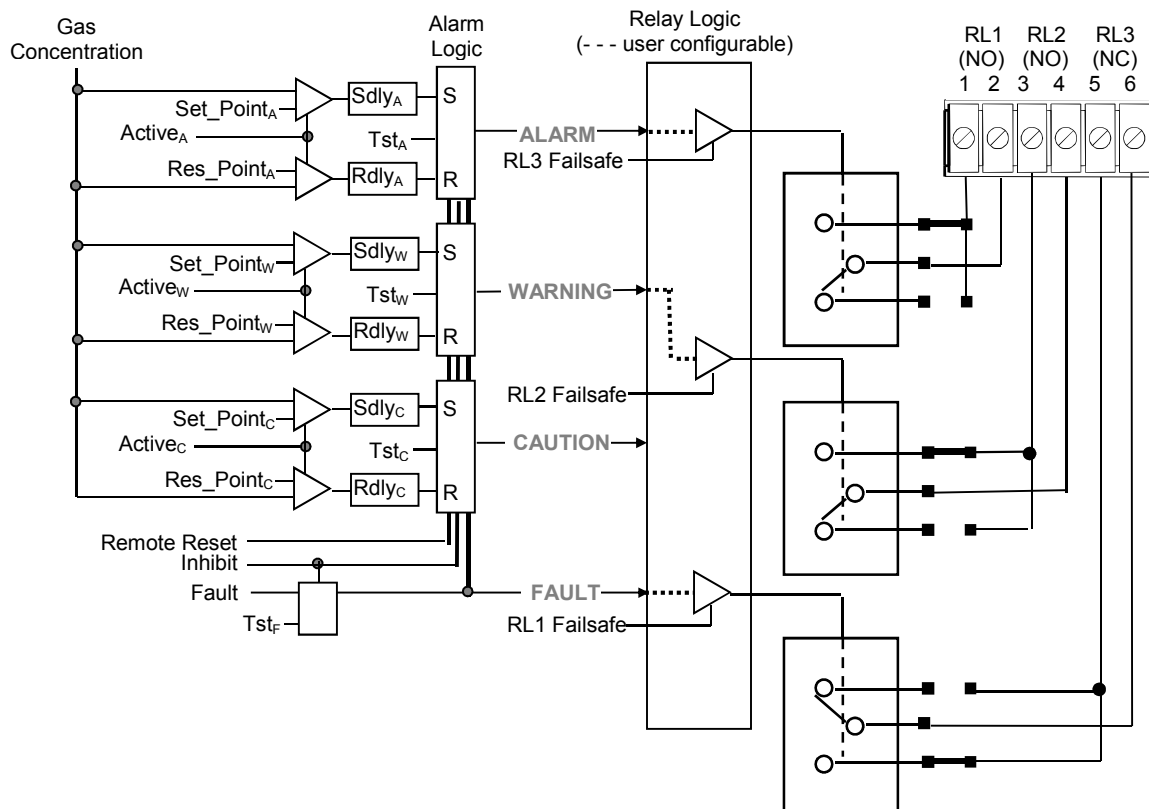 Gas
Concentration
Alarm
Logic
Relay Logic
(- - - user configurable)
RL1 RL2 RL3
(NO) (NO) (NC)
1 2 3 4 5 6
Set_PointA
SdlyA
S
ActiveA
TstA
ALARM
RL3 Failsafe
Res_PointA
RdlyA
R
Set_PointW
SdlyW
S
ActiveW
TstW
WARNING
Res_PointW
RdlyW
R
RL2 Failsafe
Set_PointC
SdlyC
S
ActiveC
TstC
CAUTION
Res_PointC
RdlyC
R
Remote Reset
Inhibit
Fault
FAULT
TstF
RL1 Failsafe